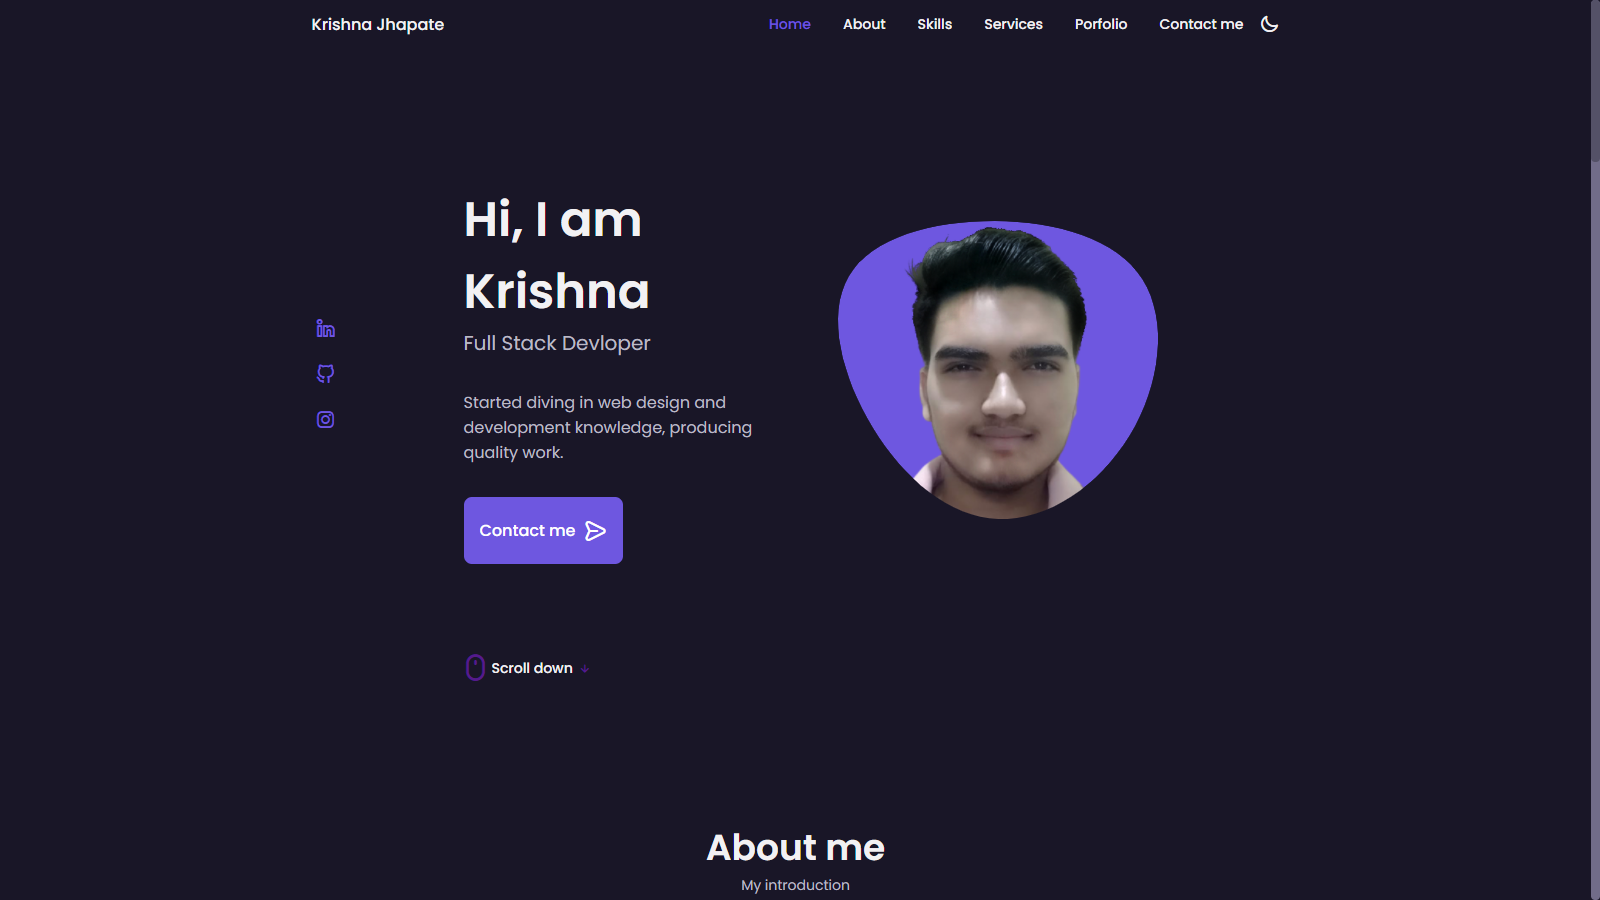 Krishna Jhapate
Home About Skills Services Porfolio Contact me
Hi, I am
Krishna
Full Stack Devloper
Started diving in web design and
development knowledge, producing
quality work.
Contact me
Scroll down
About me
My introduction